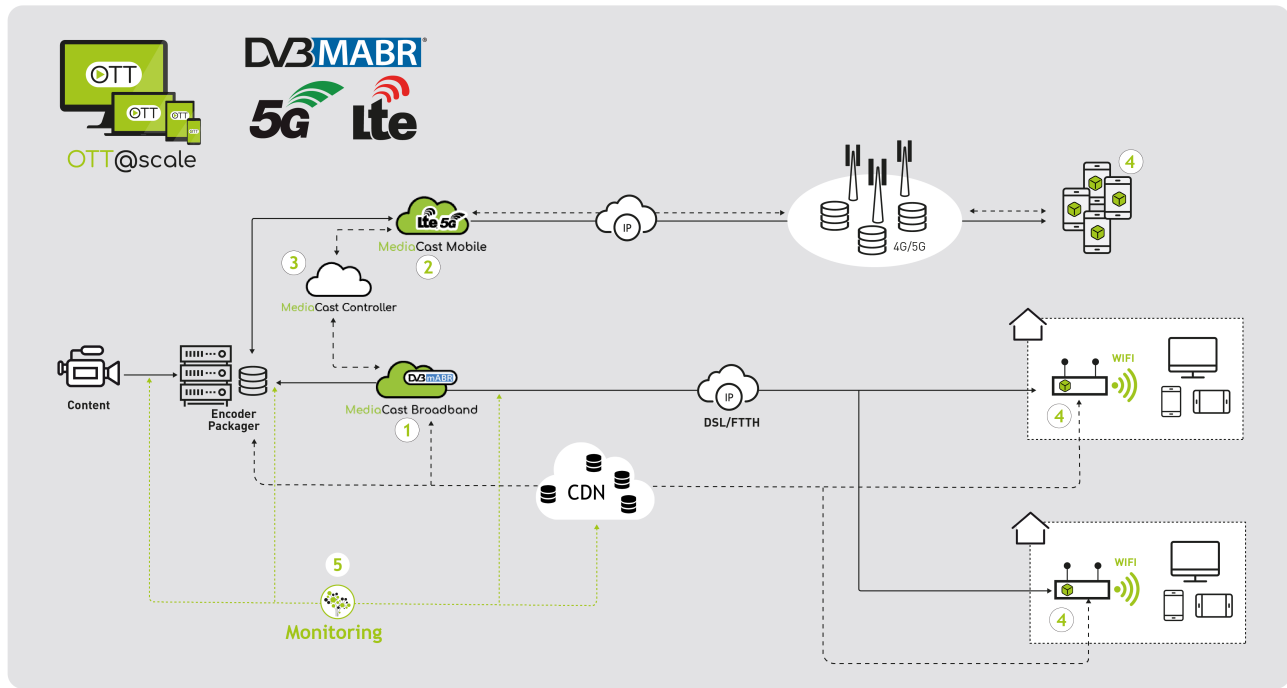 OTT
OTT
OTT
OTT
OTT@scale
DVB MABR®
5G Lte
4
Lte 5G
IP
4G/5G
MediaCast Mobile
2
3
MediaCast Controller
WIFI
DVB mABR
Content
Encoder
Packager
MediaCast Broadband
1
IP
DSL/FTTH
4
CDN
5
WIFI
4
Monitoring